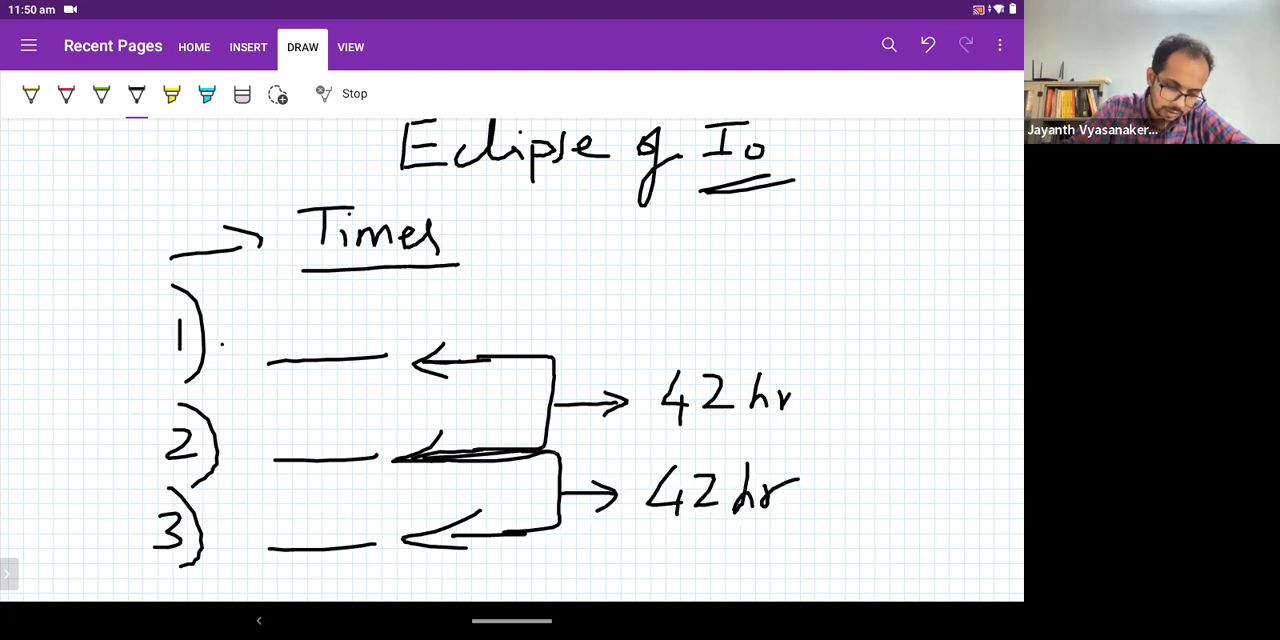 11:50 am
Recent Pages HOME INSERT DRAW VIEW
Stop
Jayanth Vyasanaker...
Eclipse of Io
Times
1)
42 hr
2)
42 hr
3)